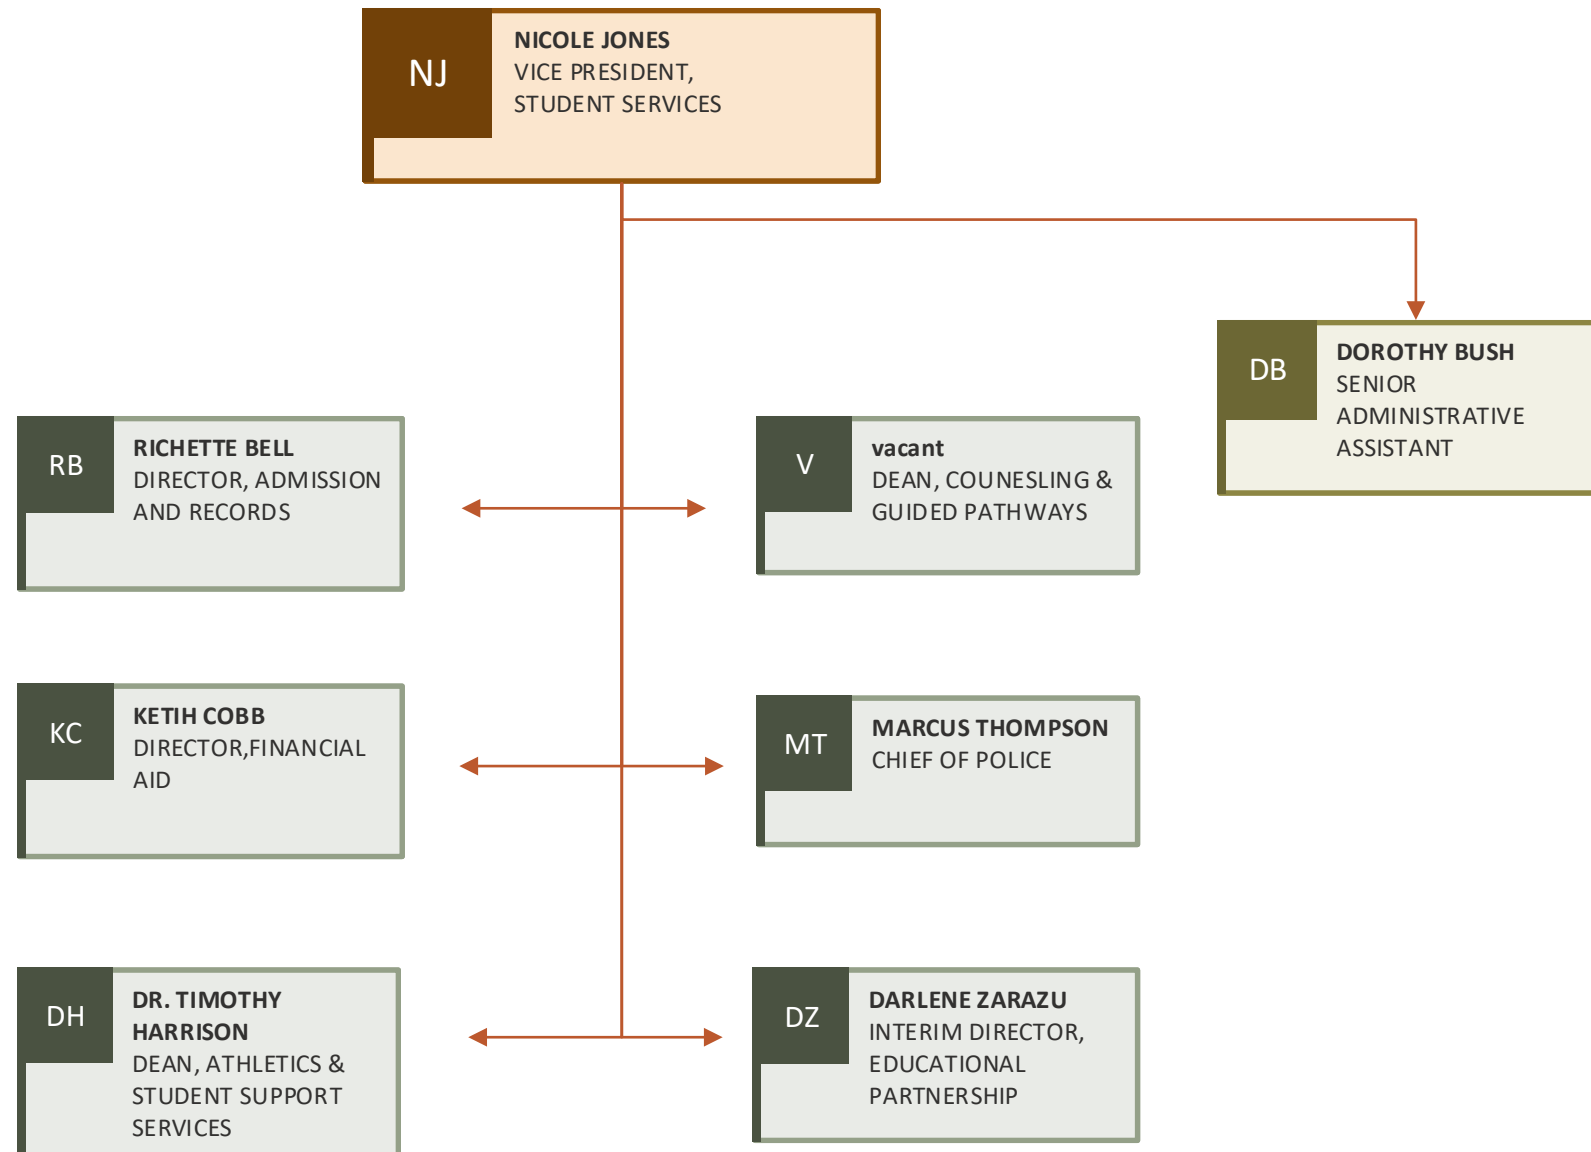 NJ
NICOLE JONES
VICE PRESIDENT,
STUDENT SERVICES
DB
DOROTHY BUSH
SENIOR
ADMINISTRATIVE
ASSISTANT
RB
RICHETTE BELL
DIRECTOR, ADMISSION
AND RECORDS
V
vacant
DEAN, COUNESLING &
GUIDED PATHWAYS
KC
KETIH COBB
DIRECTOR,FINANCIAL
AID
MT
MARCUS THOMPSON
CHIEF OF POLICE
DH
DR. TIMOTHY
HARRISON
DEAN, ATHLETICS &
STUDENT SUPPORT
SERVICES
DZ
DARLENE ZARAZU
INTERIM DIRECTOR,
EDUCATIONAL
PARTNERSHIP